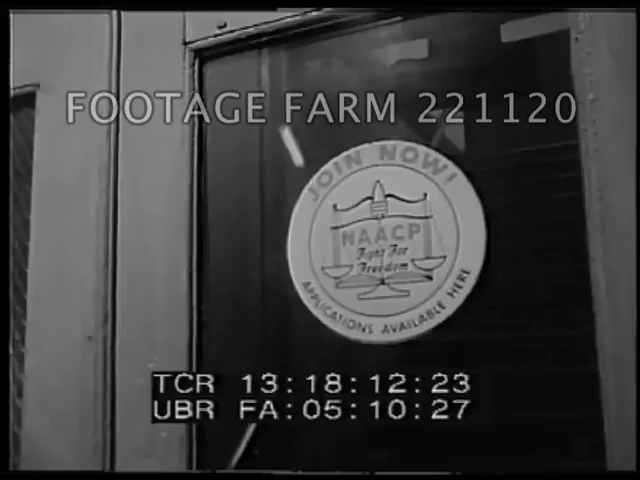 FOOTAGE FARM 221120
JOIN NOW!
NAACP
Fight For
Freedom
APPLICATIONS AVAILABLE HERE
TCR 13:18:12:23
UBR FA:05:10:27